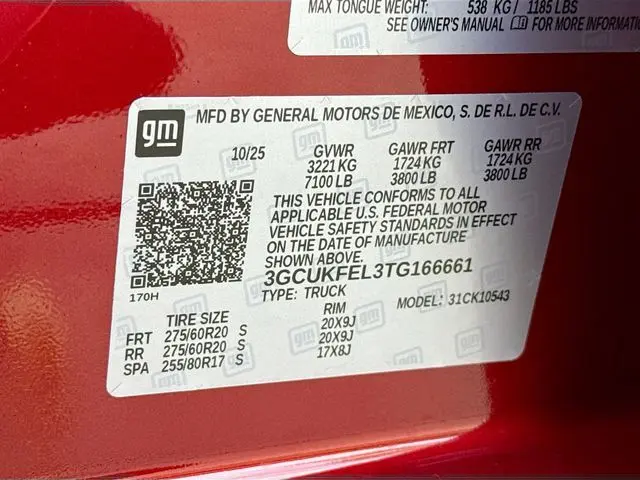 MAX TONGUE WEIGHT: 538 KG / 1185 LBS
SEE OWNER'S MANUAL FOR MORE INFORMATION
gm
MFD BY GENERAL MOTORS DE MEXICO, S. DE R.L. DE C.V.
10/25 GVWR GAWR FRT GAWR RR
3221 KG 1724 KG 1724 KG
7100 LB 3800 LB 3800 LB
THIS VEHICLE CONFORMS TO ALL
APPLICABLE U.S. FEDERAL MOTOR
VEHICLE SAFETY STANDARDS IN EFFECT
ON THE DATE OF MANUFACTURE
SHOWN ABOVE.
3GCUKFEL3TG166661
170H
TYPE: TRUCK MODEL: 31CK10543
TIRE SIZE RIM
FRT 275/60R20 S 20X9J
RR 275/60R20 S 20X9J
SPA 255/80R17 S 17X8J